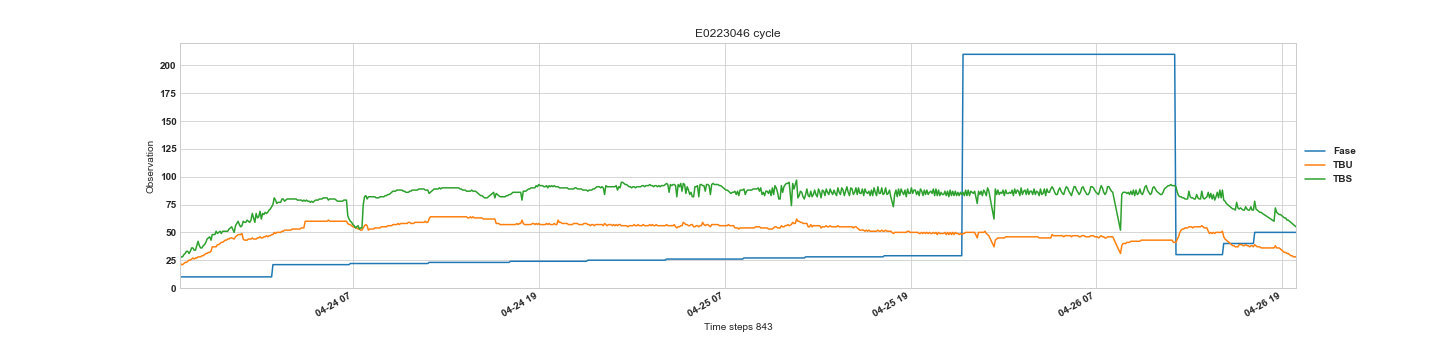 E0223046 cycle
200
175
150
125
100
75
50
25
0
Observation
04-24 07
04-24 19
04-25 07
04-25 19
04-26 07
04-26 19
Time steps 843
Fase
TBU
TBS